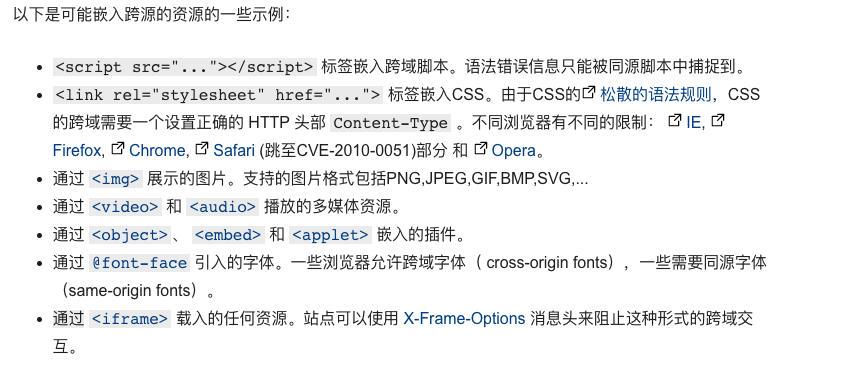 以下是可能嵌入跨源的资源的一些示例：
<script src="..."></script> 标签嵌入跨域脚本。语法错误信息只能被同源脚本中捕捉到。
<link rel="stylesheet" href="..."> 标签嵌入CSS。由于CSS的 松散的语法规则，CSS
的跨域需要一个设置正确的 HTTP 头部 Content-Type 。不同浏览器有不同的限制： IE,
Firefox, Chrome, Safari (跳至CVE-2010-0051)部分 和 Opera。
通过 <img> 展示的图片。支持的图片格式包括PNG,JPEG,GIF,BMP,SVG,...
通过 <video> 和 <audio> 播放的多媒体资源。
通过 <object>、 <embed> 和 <applet> 嵌入的插件。
通过 @font-face 引入的字体。一些浏览器允许跨域字体（ cross-origin fonts），一些需要同源字体
（same-origin fonts）。
通过 <iframe> 载入的任何资源。站点可以使用 X-Frame-Options 消息头来阻止这种形式的跨域交
互。